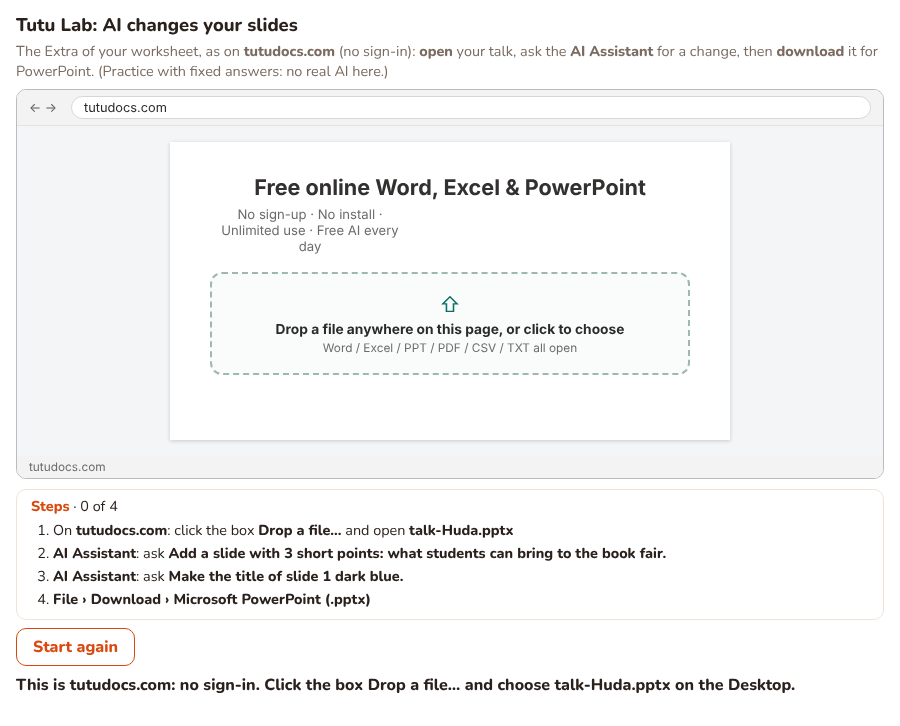 Tutu Lab: AI changes your slides
The Extra of your worksheet, as on tutudocs.com (no sign-in): open your talk, ask the AI Assistant for a change, then download it for
PowerPoint. (Practice with fixed answers: no real AI here.)
← → tutudocs.com
Free online Word, Excel & PowerPoint
No sign-up · No install ·
Unlimited use · Free AI every
day
Drop a file anywhere on this page, or click to choose
Word / Excel / PPT / PDF / CSV / TXT all open
tutudocs.com
Steps · 0 of 4
1. On tutudocs.com: click the box Drop a file... and open talk-Huda.pptx
2. AI Assistant: ask Add a slide with 3 short points: what students can bring to the book fair.
3. AI Assistant: ask Make the title of slide 1 dark blue.
4. File › Download › Microsoft PowerPoint (.pptx)
Start again
This is tutudocs.com: no sign-in. Click the box Drop a file... and choose talk-Huda.pptx on the Desktop.